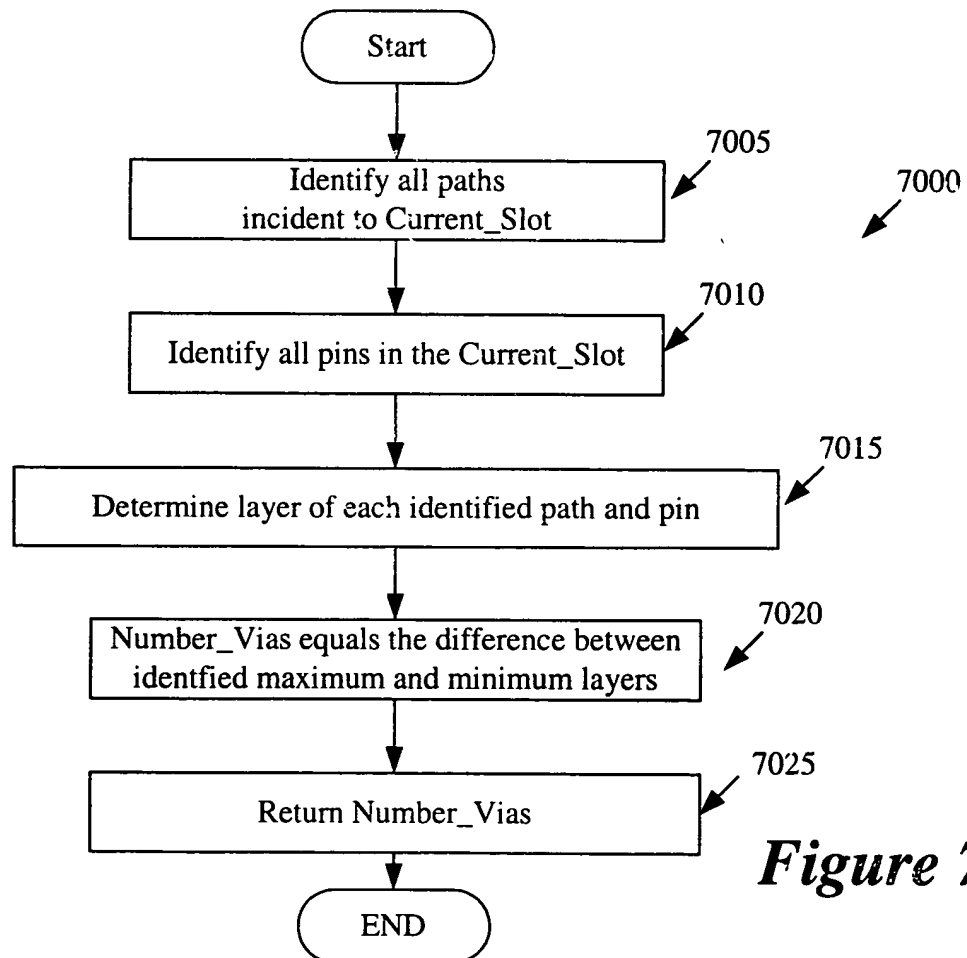 Start
7005
Identify all paths
incident to Current_Slot
7000
7010
Identify all pins in the Current_Slot
7015
Determine layer of each identified path and pin
7020
Number_Vias equals the difference between
identfied maximum and minimum layers
7025
Return Number_Vias
Figure 7
END